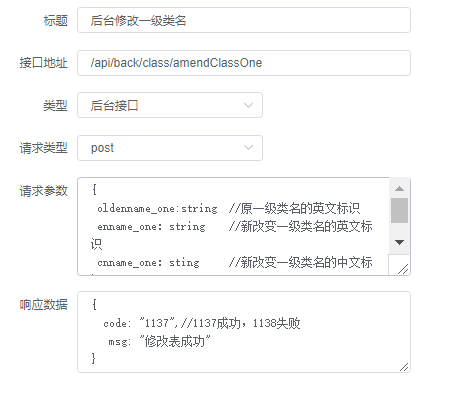 标题 后台修改一级类名
接口地址 /api/back/class/amendClassOne
类型 后台接口
请求类型 post
请求参数 {
oldenname_one:string //原一级类名的英文标识
enname_one: string //新改变一级类名的英文标
识
cnname_one: sting //新改变一级类名的中文标
响应数据 {
code: "1137",//1137成功，1138失败
msg: "修改表成功"
}